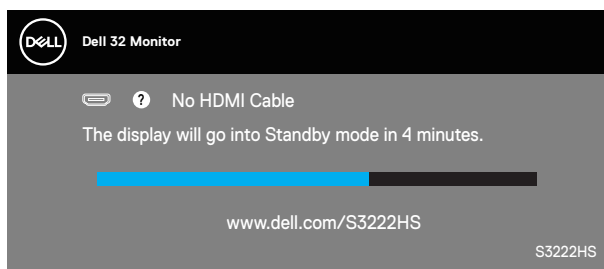 DELL
Dell 32 Monitor
? No HDMI Cable
The display will go into Standby mode in 4 minutes.
www.dell.com/S3222HS
S3222HS